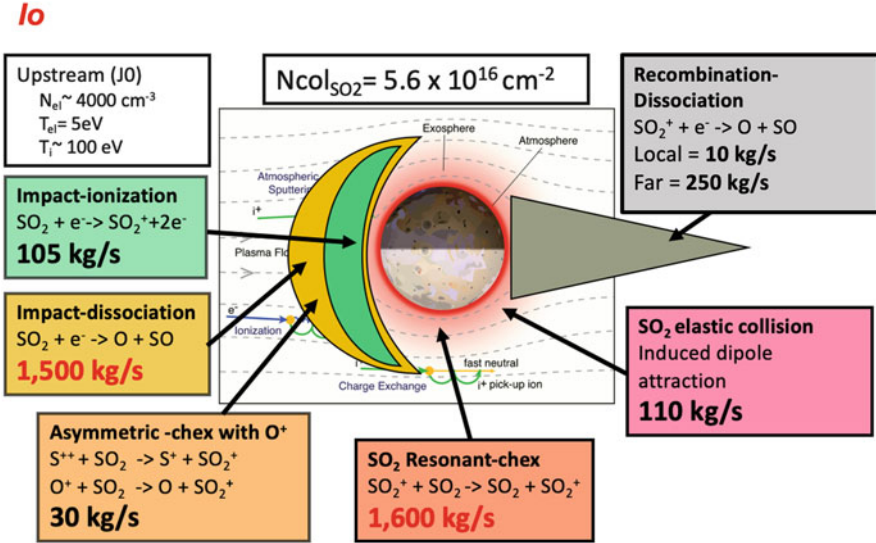 Io
Upstream (J0)
N_el~ 4000 cm⁻³
T_el= 5eV
T_i~ 100 eV
Ncol_SO2= 5.6 x 10¹⁶ cm⁻²
Recombination-
Dissociation
SO₂⁺ + e⁻ -> O + SO
Local = 10 kg/s
Far = 250 kg/s
Exosphere
Atmosphere
Atmospheric
i⁺
Plasma
e⁻
Ionization
Charge Exchange
fast neutral
i⁺ pick-up ion
Impact-ionization
SO₂ + e⁻-> SO₂⁺+2e⁻
105 kg/s
Impact-dissociation
SO₂ + e⁻ -> O + SO
1,500 kg/s
SO₂ elastic collision
Induced dipole
attraction
110 kg/s
Asymmetric -chex with O⁺
S⁺⁺ + SO₂ -> S⁺ + SO₂⁺
O⁺ + SO₂ -> O + SO₂⁺
30 kg/s
SO₂ Resonant-chex
SO₂⁺ + SO₂ -> SO₂ + SO₂⁺
1,600 kg/s